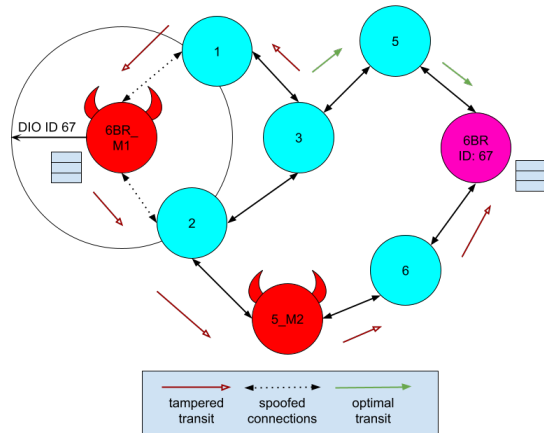 1
5
DIO ID 67
6BR_
M1
3
6BR
ID: 67
2
6
5_M2
tampered
transit
spoofed
connections
optimal
transit